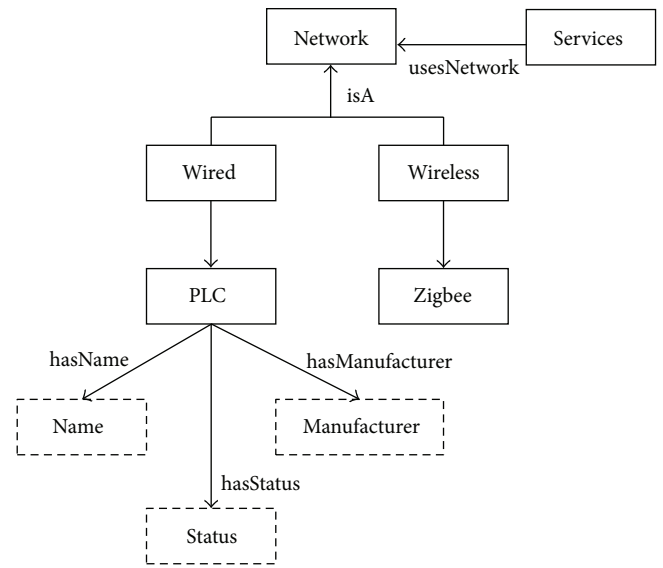 Network
Services
usesNetwork
isA
Wired
Wireless
PLC
Zigbee
hasName
hasManufacturer
Name
Manufacturer
hasStatus
Status